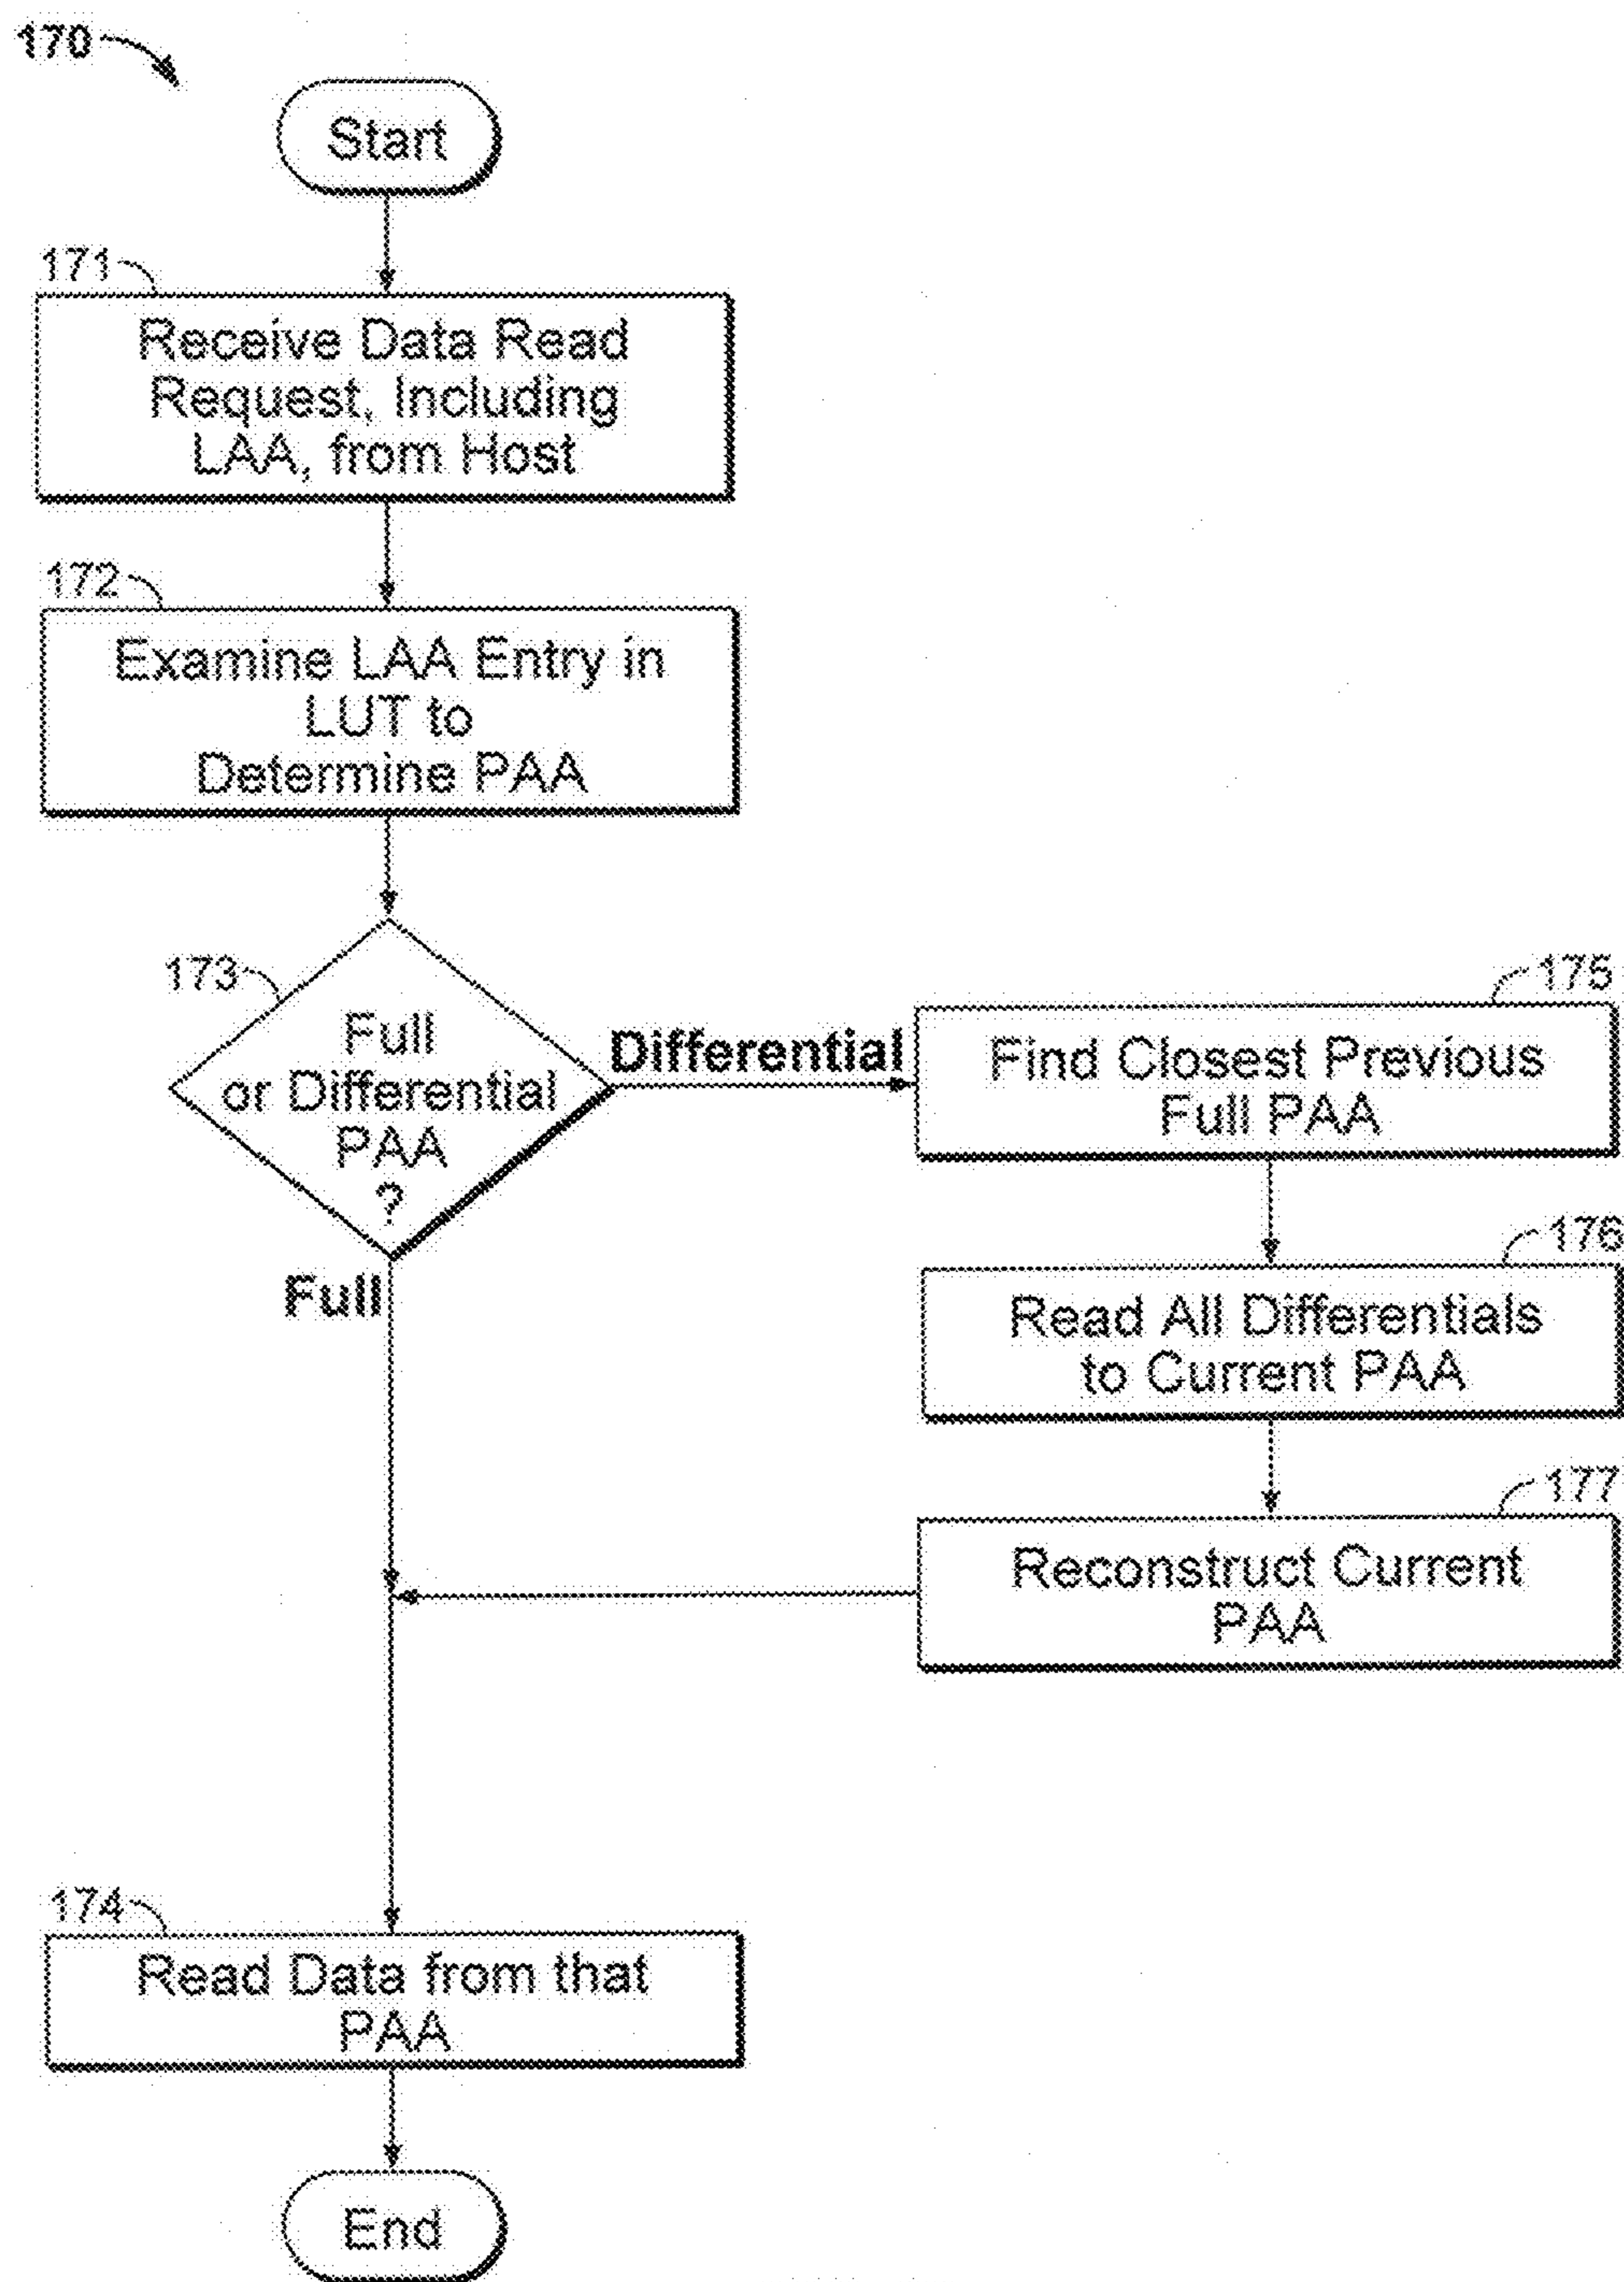 170
Start
171
Receive Data Read
Request, Including
LAA, from Host
172
Examine LAA Entry in
LUT to
Determine PAA
173
Full
or Differential
PAA
?
Differential
Full
175
Find Closest Previous
Full PAA
176
Read All Differentials
to Current PAA
177
Reconstruct Current
PAA
174
Read Data from that
PAA
End